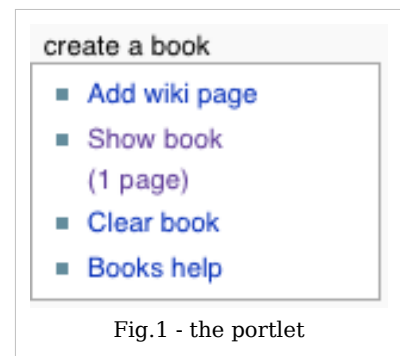 create a book
Add wiki page
Show book
(1 page)
Clear book
Books help
Fig.1 - the portlet